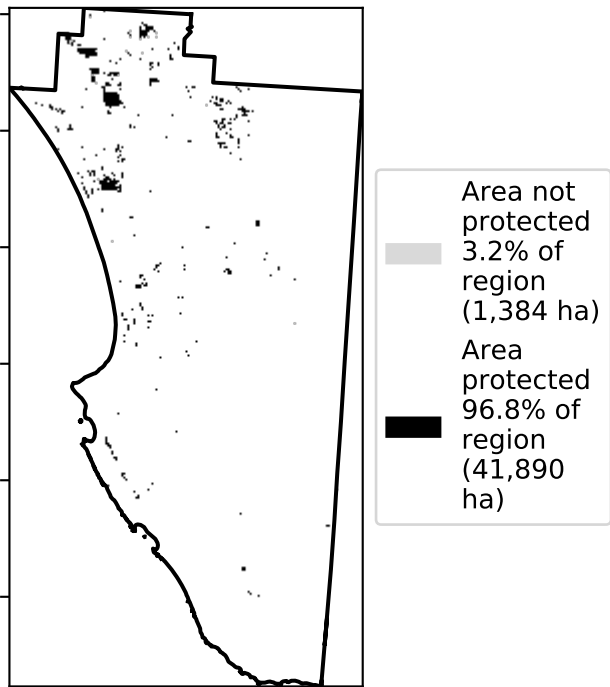 Area not
protected
3.2% of
region
(1,384 ha)
Area
protected
96.8% of
region
(41,890
ha)